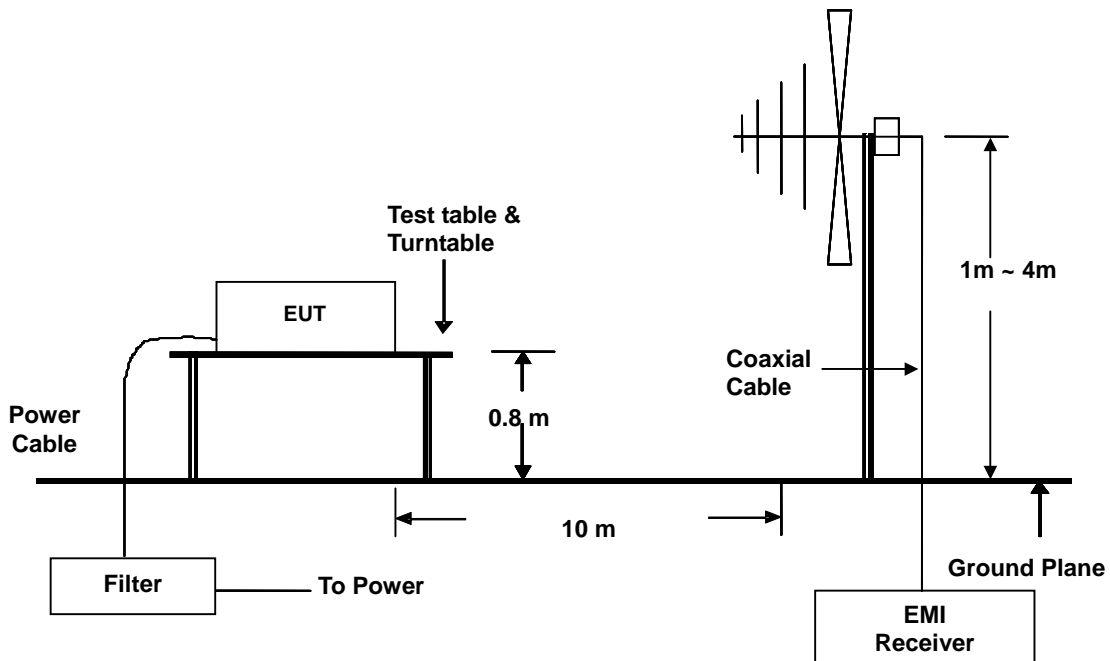 Test table &
Turntable
1m ~ 4m
EUT
Coaxial
Cable
0.8 m
Power
Cable
10 m
Ground Plane
Filter
To Power
EMI
Receiver